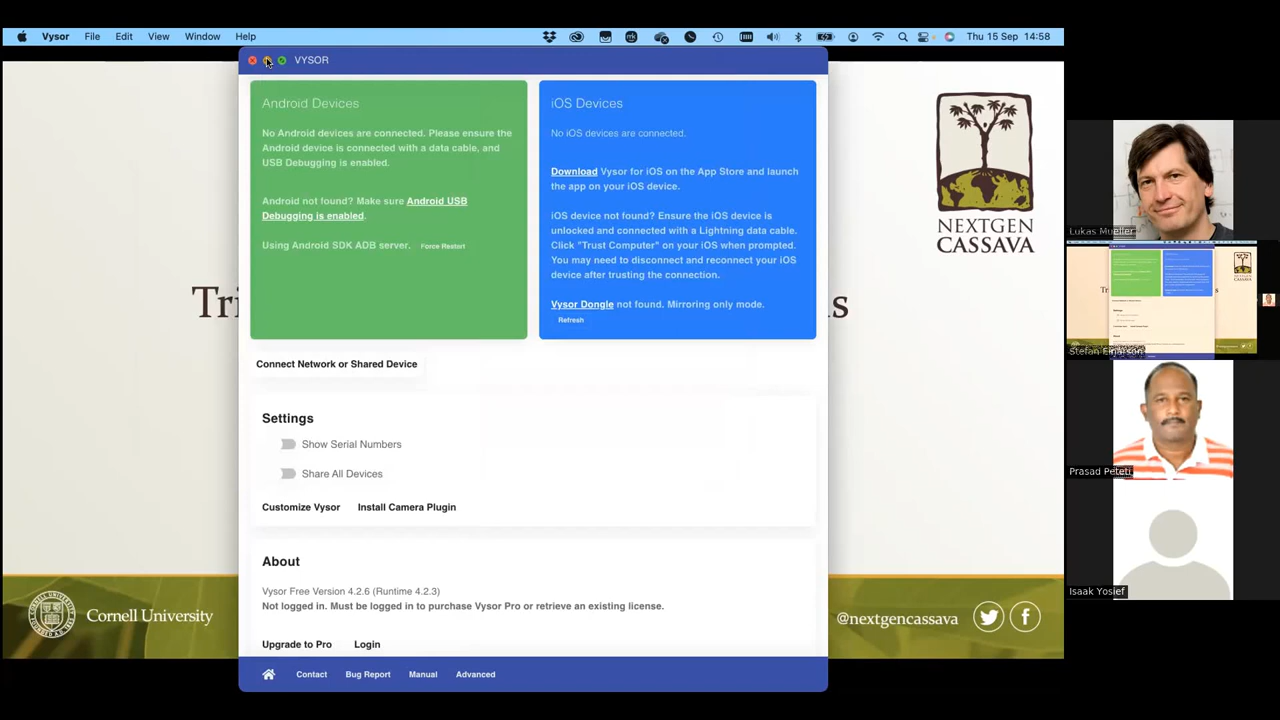 Vysor File Edit View Window Help
Thu 15 Sep 14:58
VYSOR
Android Devices
No Android devices are connected. Please ensure the
Android device is connected with a data cable, and
USB Debugging is enabled.
Android not found? Make sure Android USB
Debugging is enabled.
Using Android SDK ADB server. Force Restart
iOS Devices
No iOS devices are connected.
Download Vysor for iOS on the App Store and launch
the app on your iOS device.
iOS device not found? Ensure the iOS device is
unlocked and connected with a Lightning data cable.
Click "Trust Computer" on your iOS when prompted.
You may need to disconnect and reconnect your iOS
device after trusting the connection.
Vysor Dongle not found. Mirroring only mode.
Refresh
Connect Network or Shared Device
Settings
Show Serial Numbers
Share All Devices
Customize Vysor Install Camera Plugin
About
Vysor Free Version 4.2.6 (Runtime 4.2.3)
Not logged in. Must be logged in to purchase Vysor Pro or retrieve an existing license.
Upgrade to Pro Login
Contact Bug Report Manual Advanced
NEXTGEN
CASSAVA
Cornell University
@nextgencassava
Lukas Mueller
Stefan Einarson
Prasad Peteti
Isaak Yosief